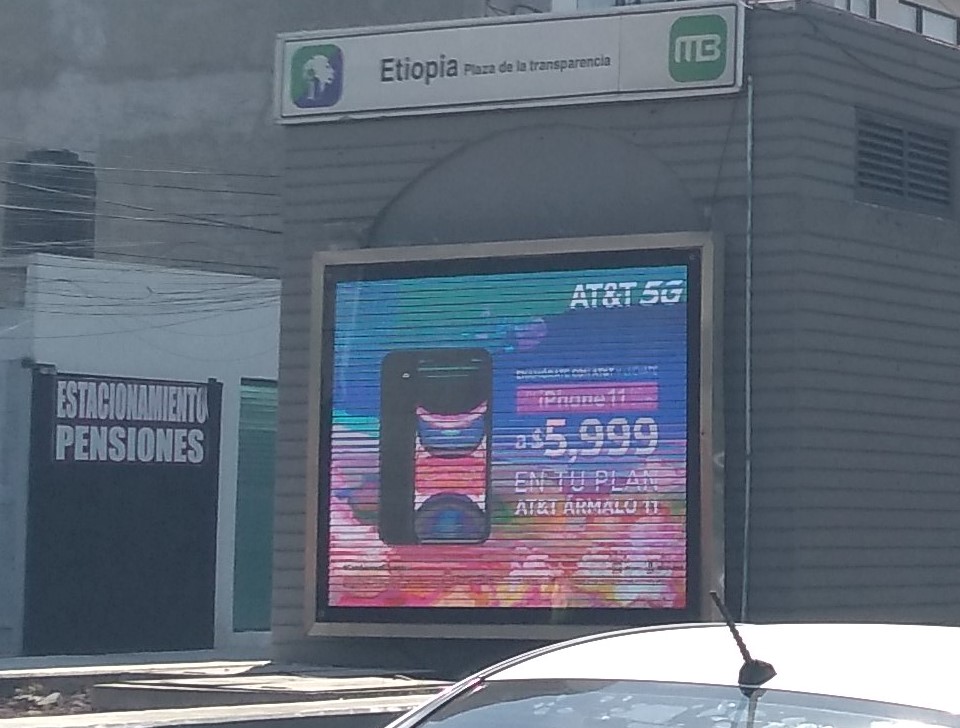 Etiopia Plaza de la transparencia MB
AT&T 5G
iPhone 11
a $5,999
EN TU PLAN
AT&T ÁRMALO 11
ESTACIONAMIENTO
PENSIONES